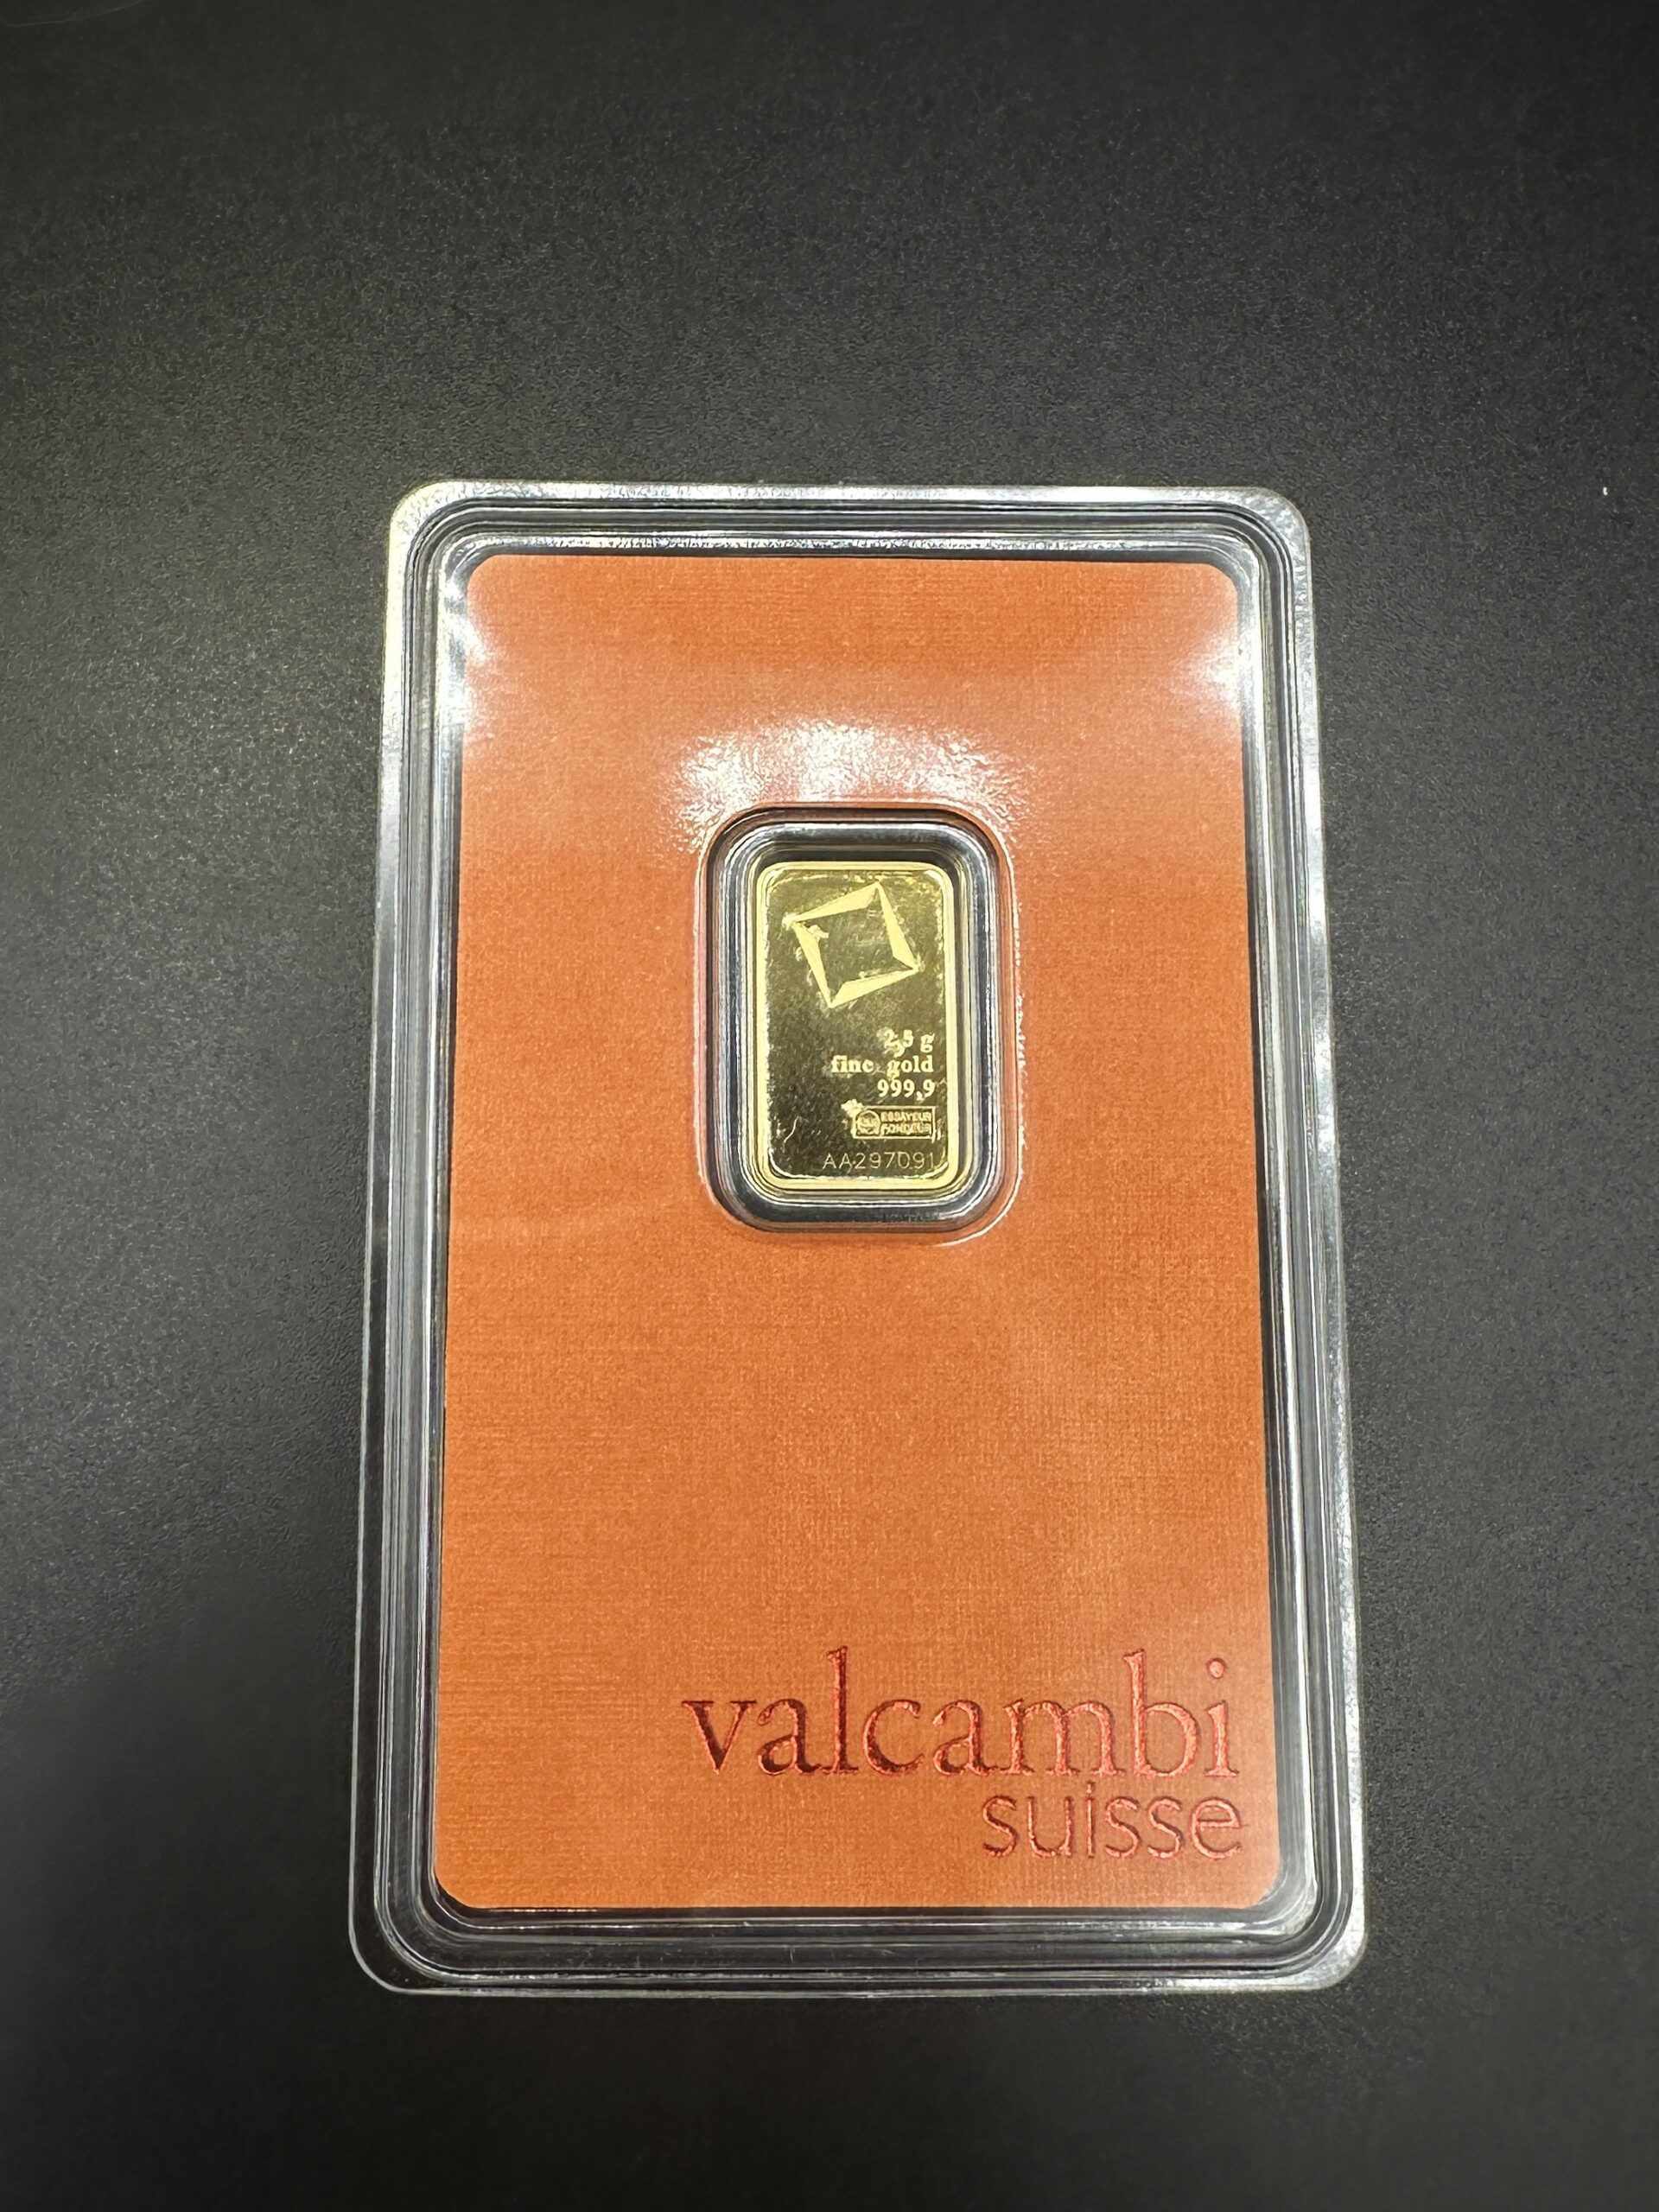 2,5 g
fine gold
999,9
ESSAYEUR
FONDEUR
AA297091
valcambi
suisse